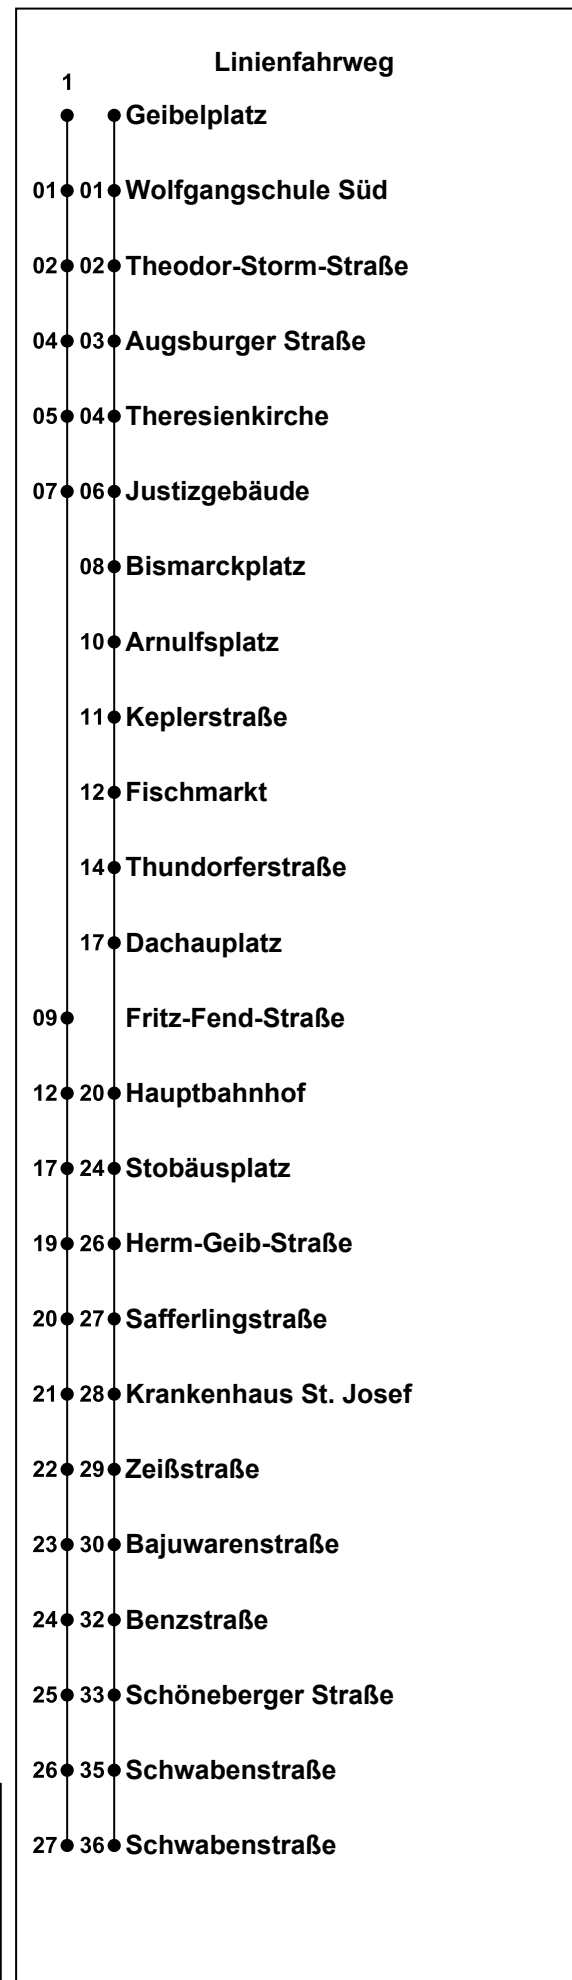 Linienfahrweg
1
Geibelplatz
01 01 Wolfgangschule Süd
02 02 Theodor-Storm-Straße
04 03 Augsburger Straße
05 04 Theresienkirche
07 06 Justizgebäude
08 Bismarckplatz
10 Arnulfsplatz
11 Keplerstraße
12 Fischmarkt
14 Thundorferstraße
17 Dachauplatz
09 Fritz-Fend-Straße
12 20 Hauptbahnhof
17 24 Stobäusplatz
19 26 Herm-Geib-Straße
20 27 Safferlingstraße
21 28 Krankenhaus St. Josef
22 29 Zeißstraße
23 30 Bajuwarenstraße
24 32 Benzstraße
25 33 Schöneberger Straße
26 35 Schwabenstraße
27 36 Schwabenstraße